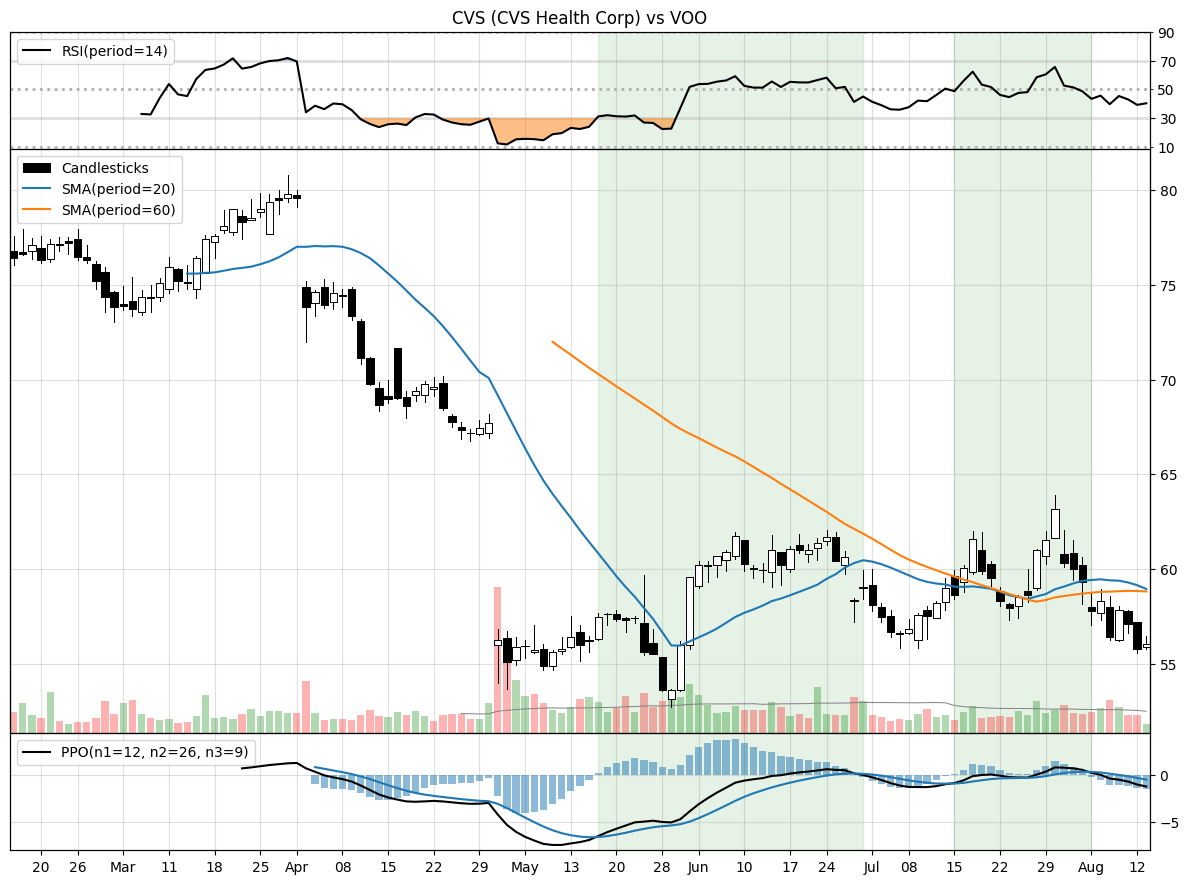 CVS (CVS Health Corp) vs VOO
RSI(period=14)
90
70
50
30
10
Candlesticks
SMA(period=20)
SMA(period=60)
80
75
70
65
60
55
PPO(n1=12, n2=26, n3=9)
0
−5
20 26 Mar 11 18 25 Apr 08 15 22 29 May 13 20 28 Jun 10 17 24 Jul 08 15 22 29 Aug 12